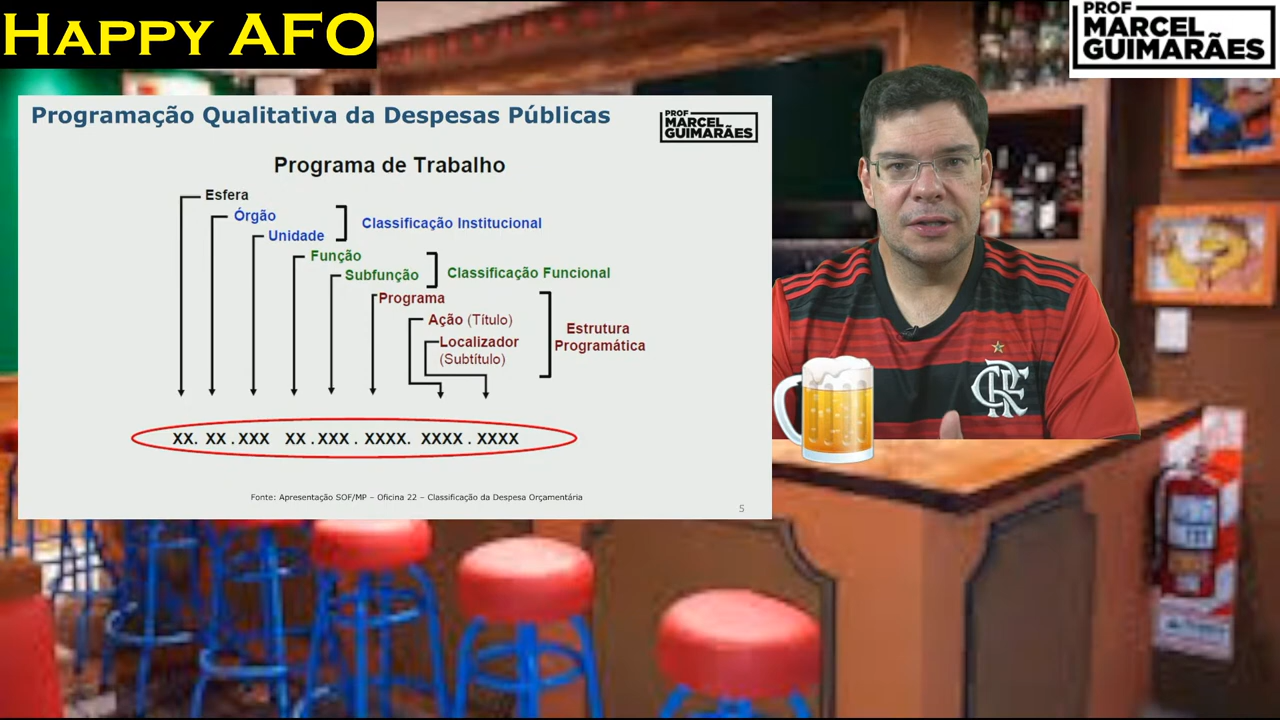 HAPPY AFO
PROF
MARCEL
GUIMARÃES
Programação Qualitativa da Despesas Públicas
PROF
MARCEL
GUIMARÃES
Programa de Trabalho
Esfera
Órgão
Unidade
Classificação Institucional
Função
Subfunção
Classificação Funcional
Programa
Ação (Título)
Localizador
(Subtítulo)
Estrutura
Programática
XX. XX . XXX XX . XXX . XXXX. XXXX . XXXX
Fonte: Apresentação SOF/MP – Oficina 22 – Classificação da Despesa Orçamentária
5
CRF